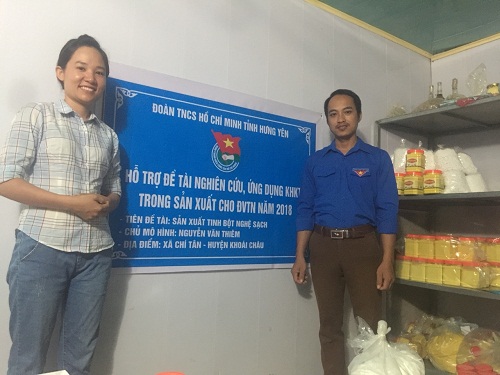 ĐOÀN TNCS HỒ CHÍ MINH TỈNH HƯNG YÊN
HỖ TRỢ ĐỀ TÀI NGHIÊN CỨU, ỨNG DỤNG KHKT
TRONG SẢN XUẤT CHO ĐVTN NĂM 2018
- TÊN ĐỀ TÀI: SẢN XUẤT TINH BỘT NGHỆ SẠCH
- CHỦ MÔ HÌNH: NGUYỄN VĂN THIÊM
- ĐỊA ĐIỂM: XÃ CHÍ TÂN - HUYỆN KHOÁI CHÂU